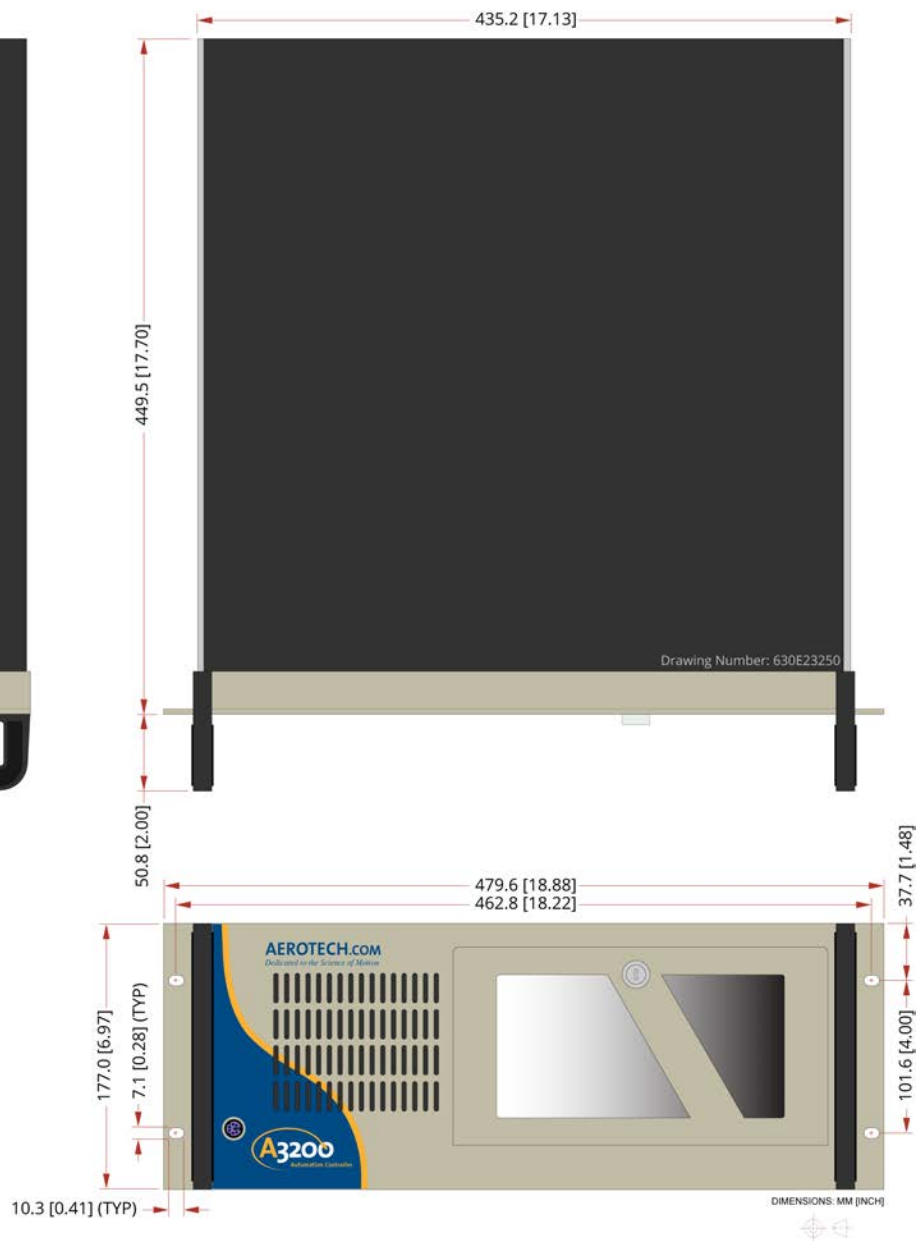 435.2 [17.13]
449.5 [17.70]
Drawing Number: 630E23250
50.8 [2.00]
479.6 [18.88]
462.8 [18.22]
37.7 [1.48]
177.0 [6.97]
7.1 [0.28] (TYP)
AEROTECH.COM
Dedicated to the Science of Motion
101.6 [4.00]
A3200
Automation Controller
10.3 [0.41] (TYP)
DIMENSIONS: MM [INCH]